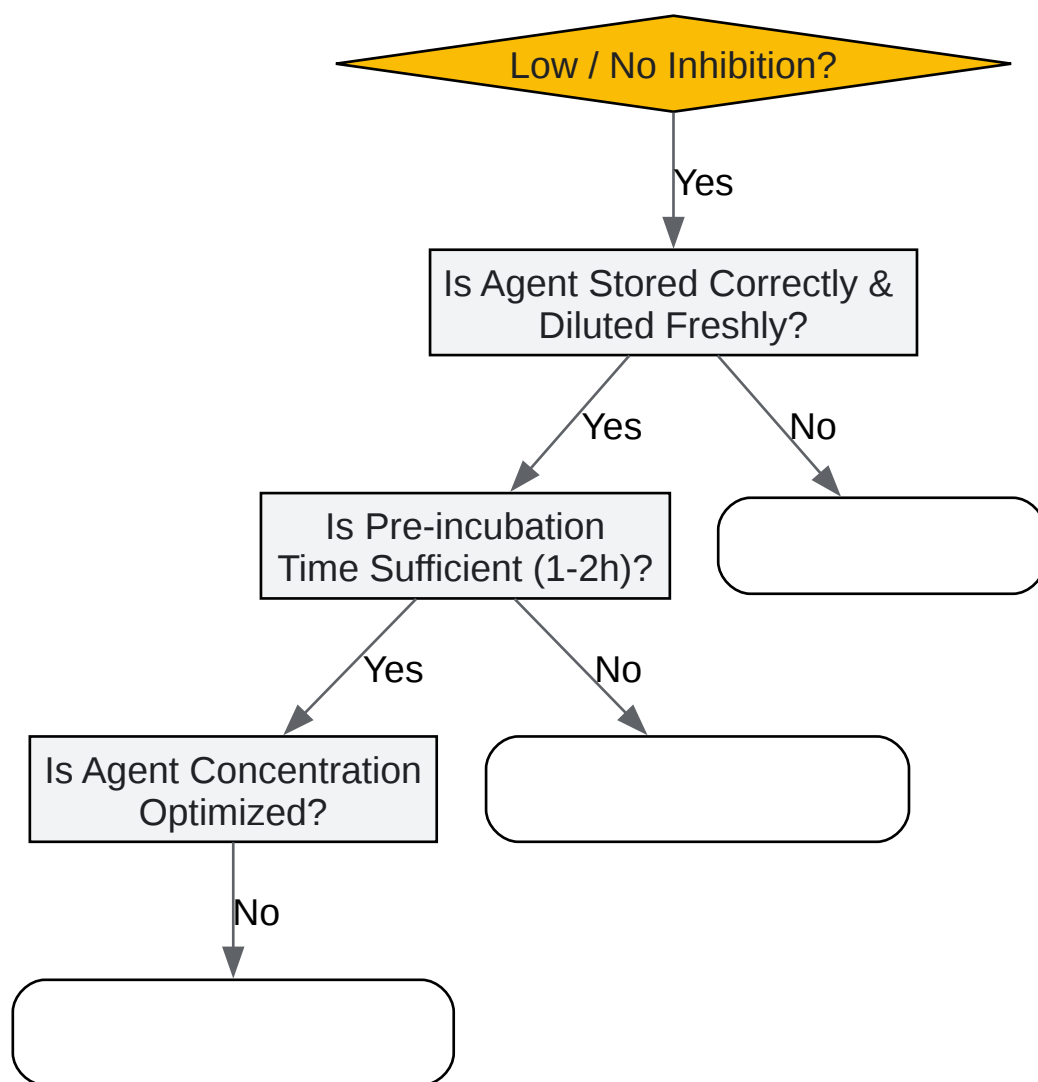 Low / No Inhibition?
Yes
Is Agent Stored Correctly &
Diluted Freshly?
Yes
No
Is Pre-incubation
Time Sufficient (1-2h)?
Yes
No
Is Agent Concentration
Optimized?
No